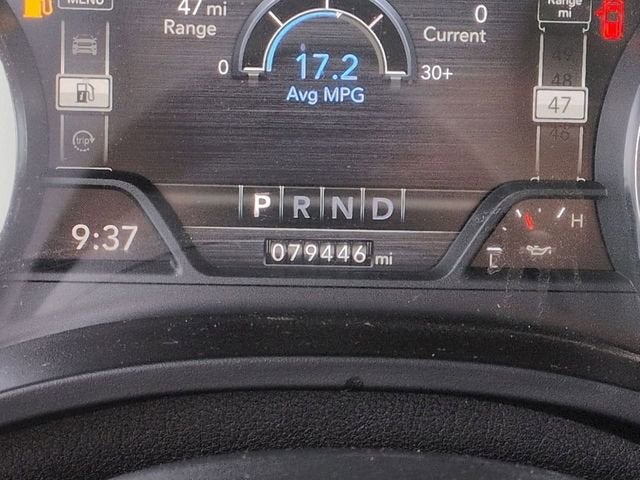 MENU
47 mi
Range
0
Current
Range
mi
17.2
Avg MPG
0
30+
48
47
46
trip
P R N D
9:37
079446 mi
H
L